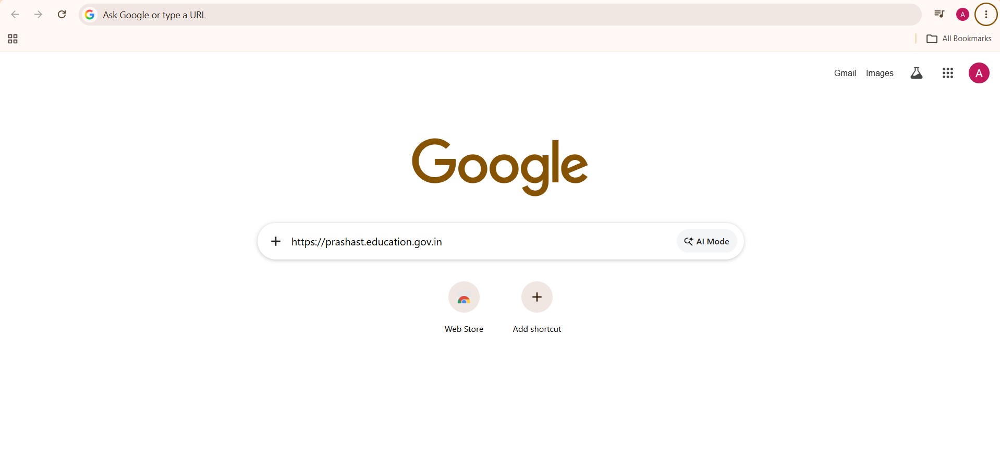 Ask Google or type a URL
A
All Bookmarks
Gmail Images
A
Google
https://prashast.education.gov.in
AI Mode
Web Store
Add shortcut